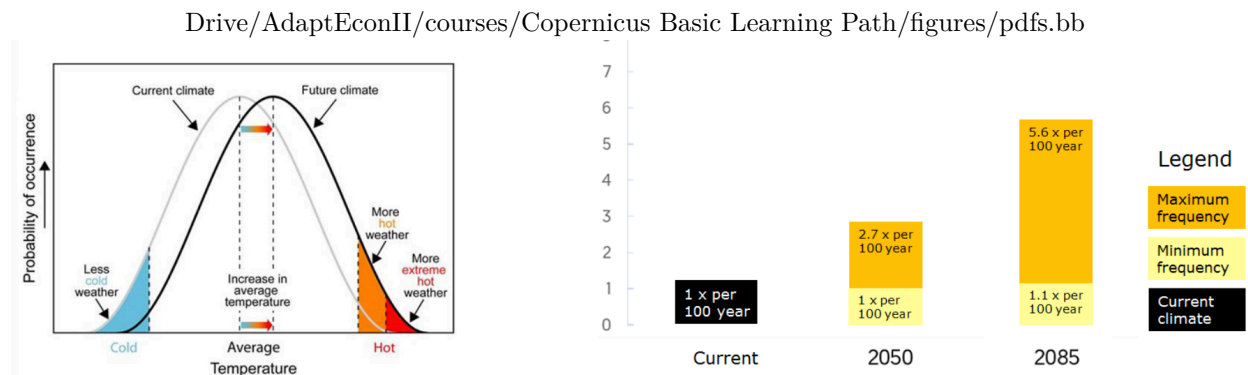 Drive/AdaptEconII/courses/Copernicus Basic Learning Path/figures/pdfs.bb
Probability of occurrence
Current climate
Future climate
Less
cold
weather
Increase in
average
temperature
More
hot
weather
More
extreme
hot
weather
Cold
Average
Hot
Temperature
7
6
5
4
3
2
1
0
1 x per
100 year
2.7 x per
100 year
1 x per
100 year
5.6 x per
100 year
1.1 x per
100 year
Current
2050
2085
Legend
Maximum
frequency
Minimum
frequency
Current
climate